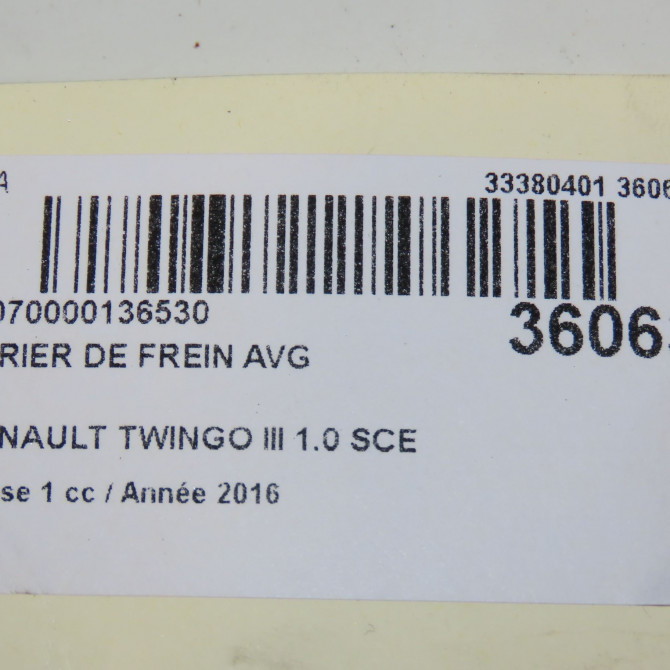 A
33380401 3606
070000136530
3606
RIER DE FREIN AVG
NAULT TWINGO III 1.0 SCE
se 1 cc / Année 2016